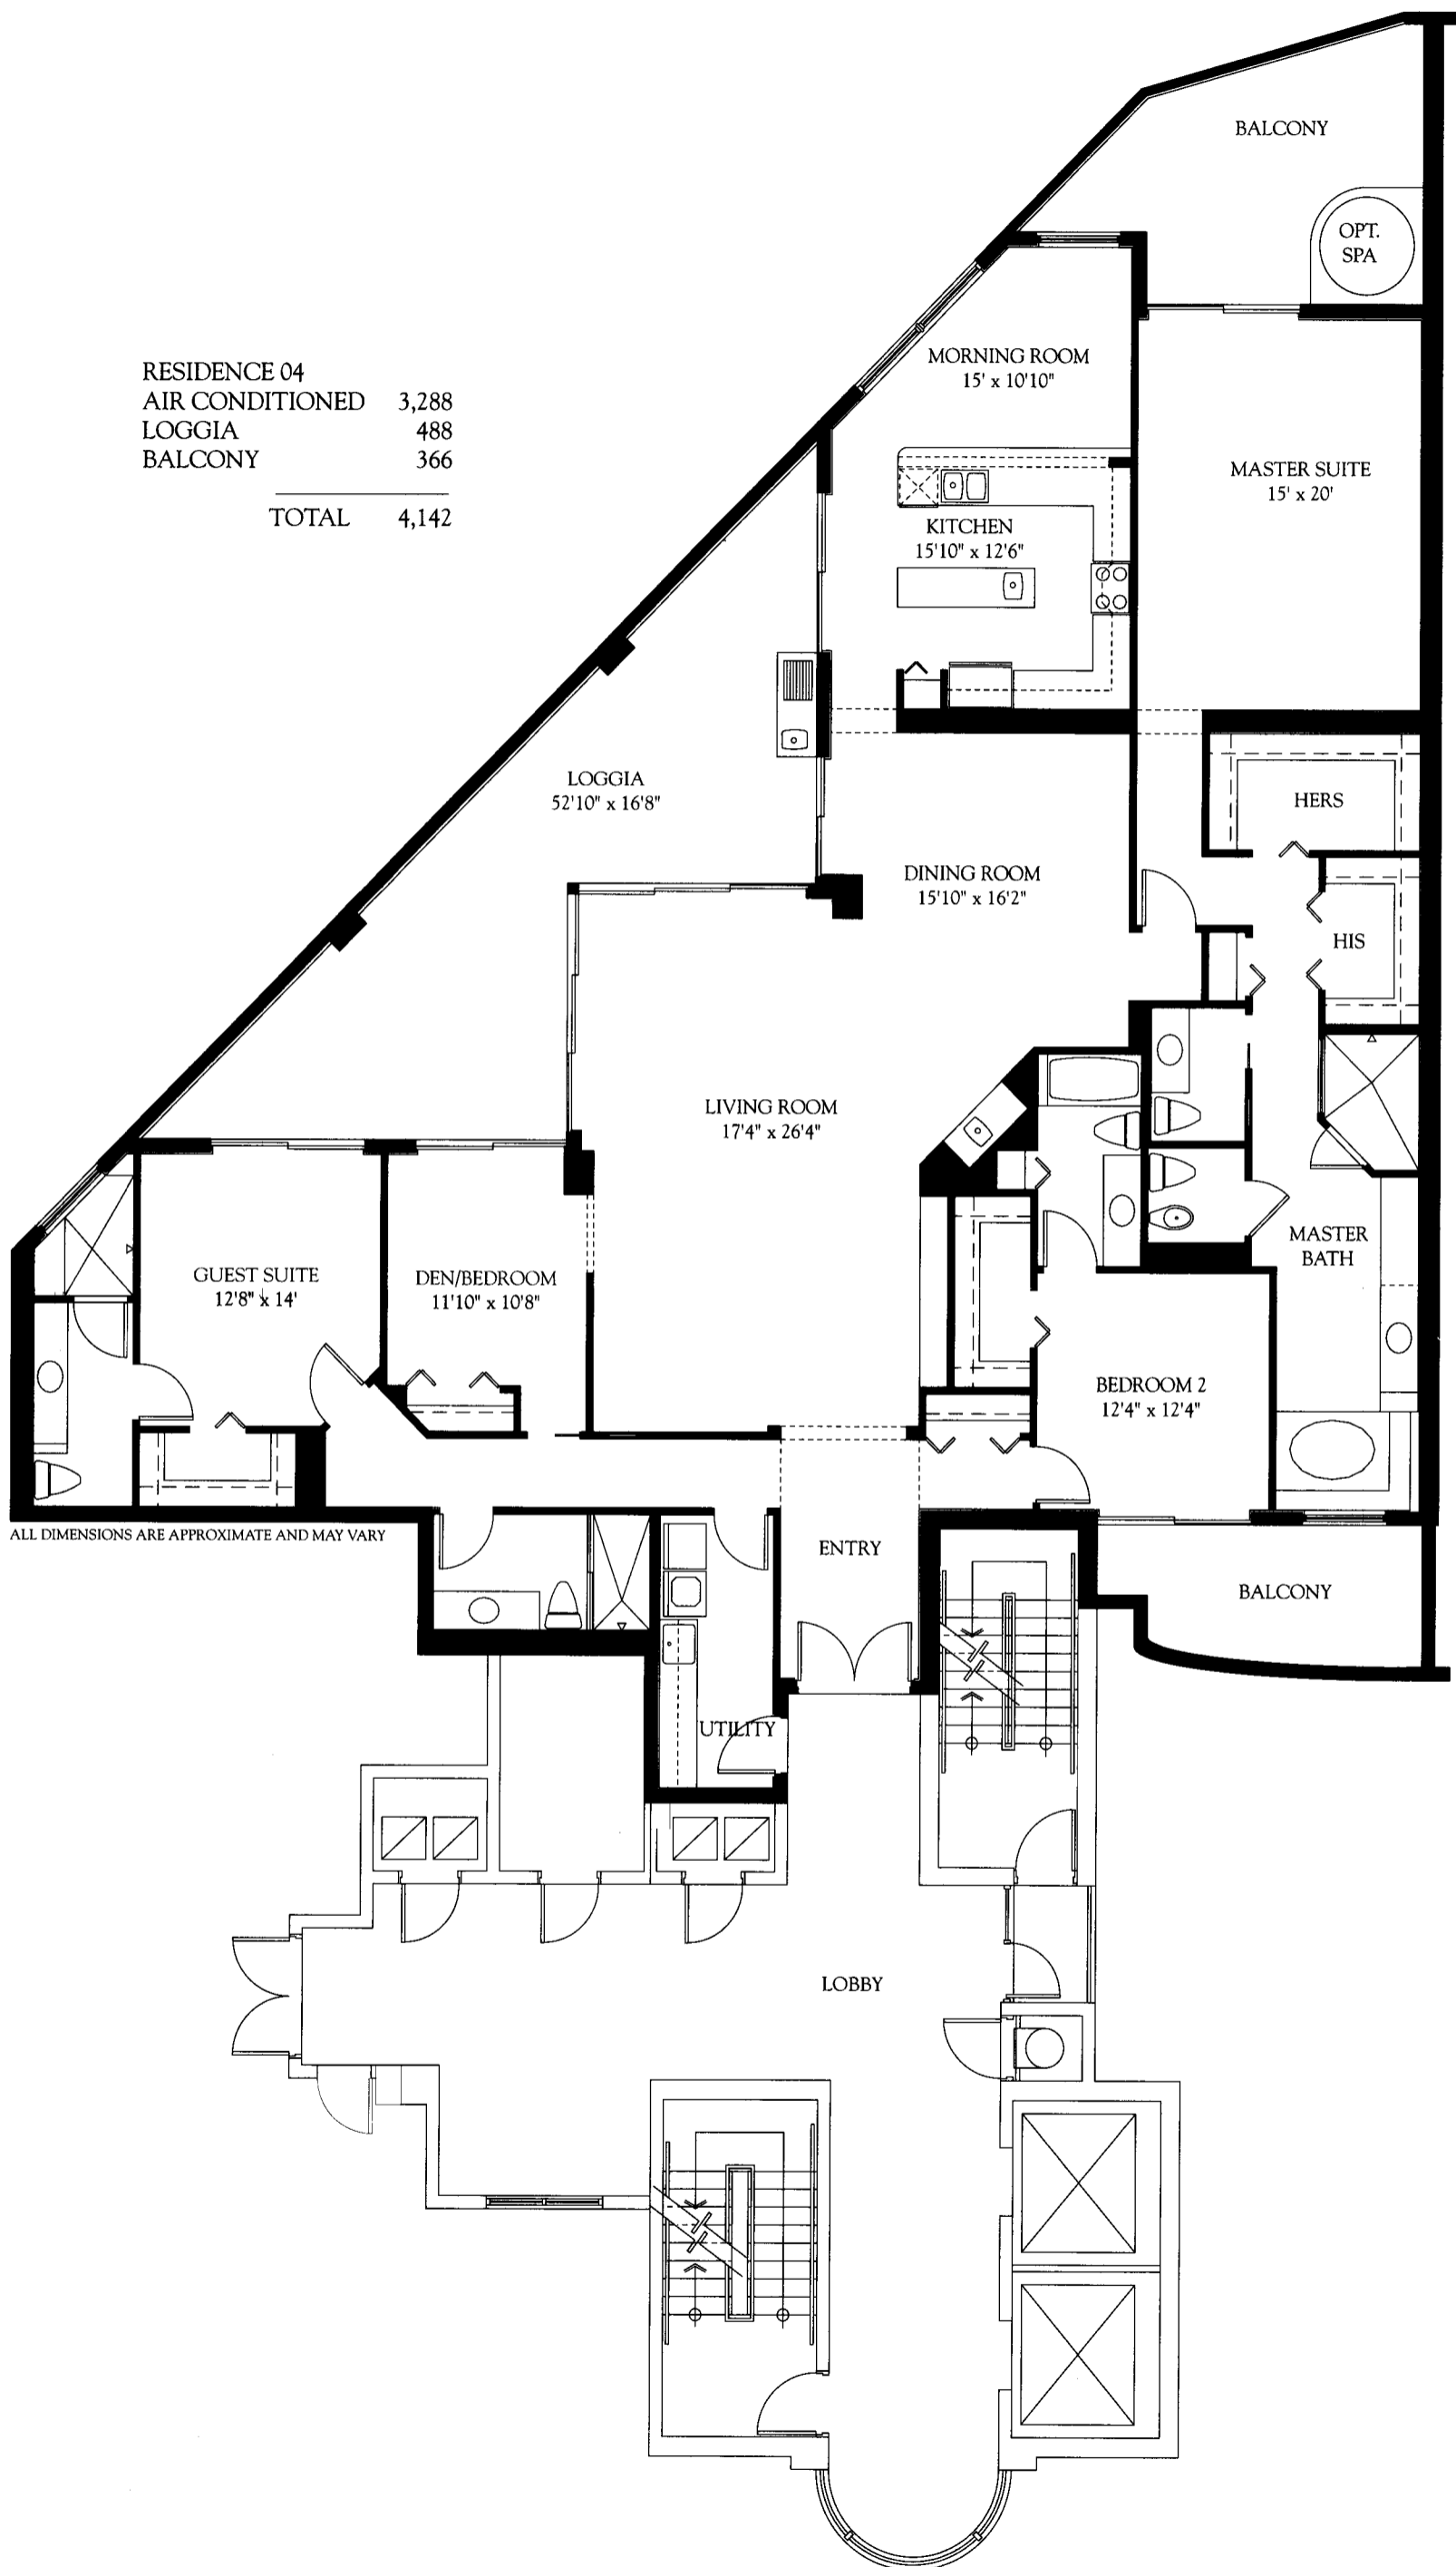 BALCONY
OPT.
SPA
MORNING ROOM
15' x 10'10"
RESIDENCE 04
AIR CONDITIONED 3,288
LOGGIA 488
BALCONY 366
TOTAL 4,142
MASTER SUITE
15' x 20'
KITCHEN
15'10" x 12'6"
LOGGIA
52'10" x 16'8"
HERS
DINING ROOM
15'10" x 16'2"
HIS
LIVING ROOM
17'4" x 26'4"
MASTER
BATH
GUEST SUITE
12'8" x 14'
DEN/BEDROOM
11'10" x 10'8"
BEDROOM 2
12'4" x 12'4"
ALL DIMENSIONS ARE APPROXIMATE AND MAY VARY
ENTRY
BALCONY
UTILITY
LOBBY